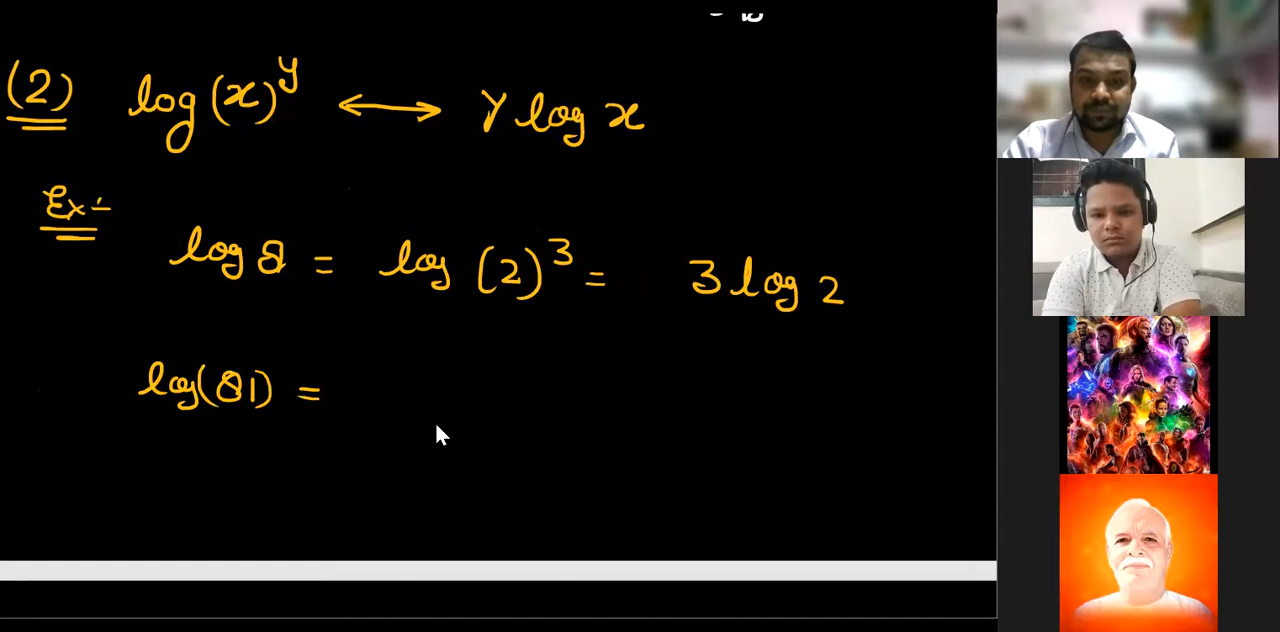 (2) log(x)^y ⟷ Y log x
Ex:-
log 8 = log (2)^3 = 3 log 2
log(81) =